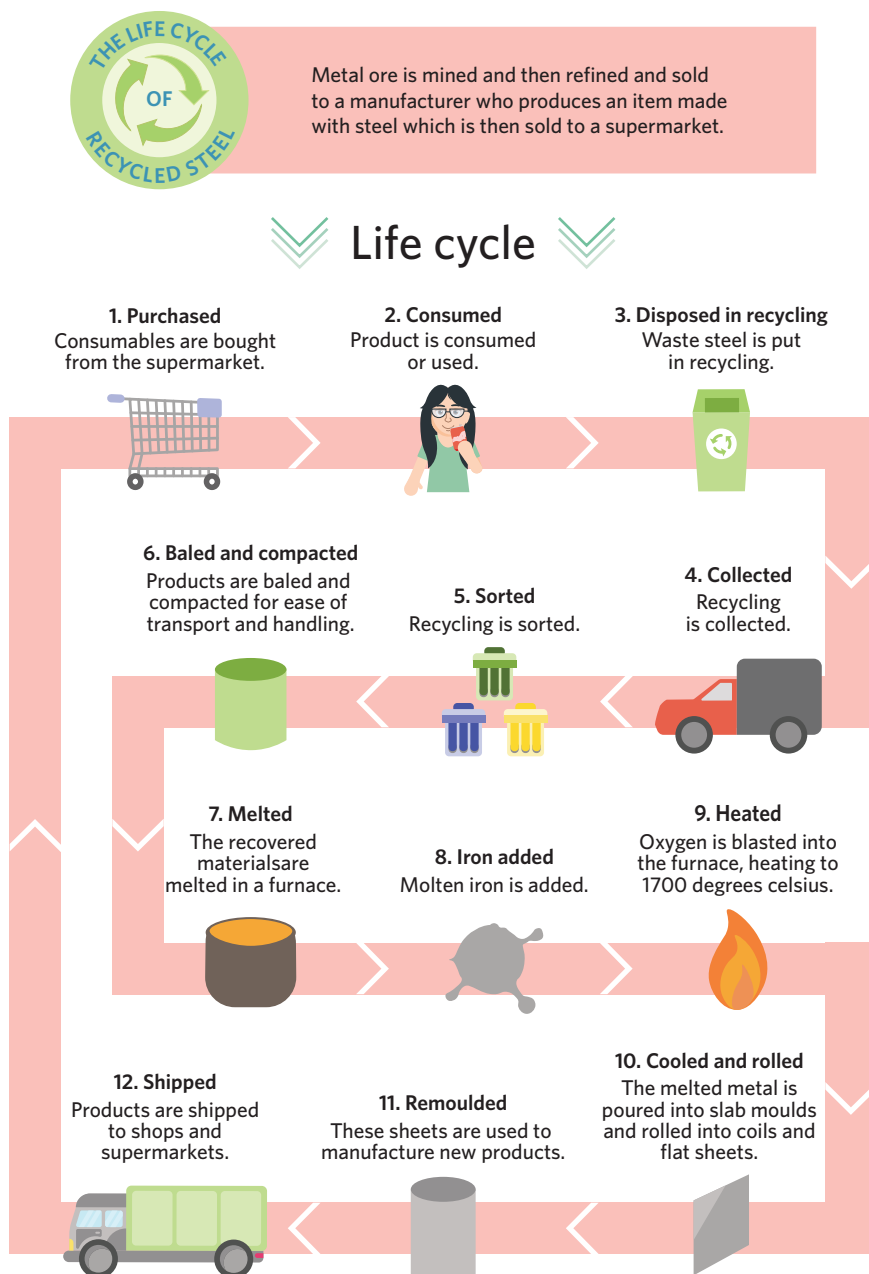 THE LIFE CYCLE
OF
RECYCLED STEEL
Metal ore is mined and then refined and sold
to a manufacturer who produces an item made
with steel which is then sold to a supermarket.
Life cycle
1. Purchased
Consumables are bought
from the supermarket.
2. Consumed
Product is consumed
or used.
3. Disposed in recycling
Waste steel is put
in recycling.
4. Collected
Recycling
is collected.
5. Sorted
Recycling is sorted.
6. Baled and compacted
Products are baled and
compacted for ease of
transport and handling.
7. Melted
The recovered
materialsare
melted in a furnace.
8. Iron added
Molten iron is added.
9. Heated
Oxygen is blasted into
the furnace, heating to
1700 degrees celsius.
10. Cooled and rolled
The melted metal is
poured into slab moulds
and rolled into coils and
flat sheets.
11. Remoulded
These sheets are used to
manufacture new products.
12. Shipped
Products are shipped
to shops and
supermarkets.